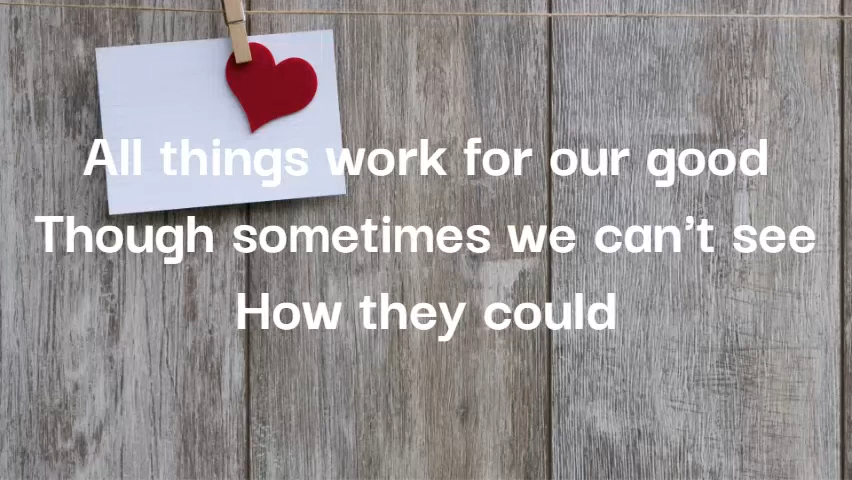 All things work for our good
Though sometimes we can't see
How they could